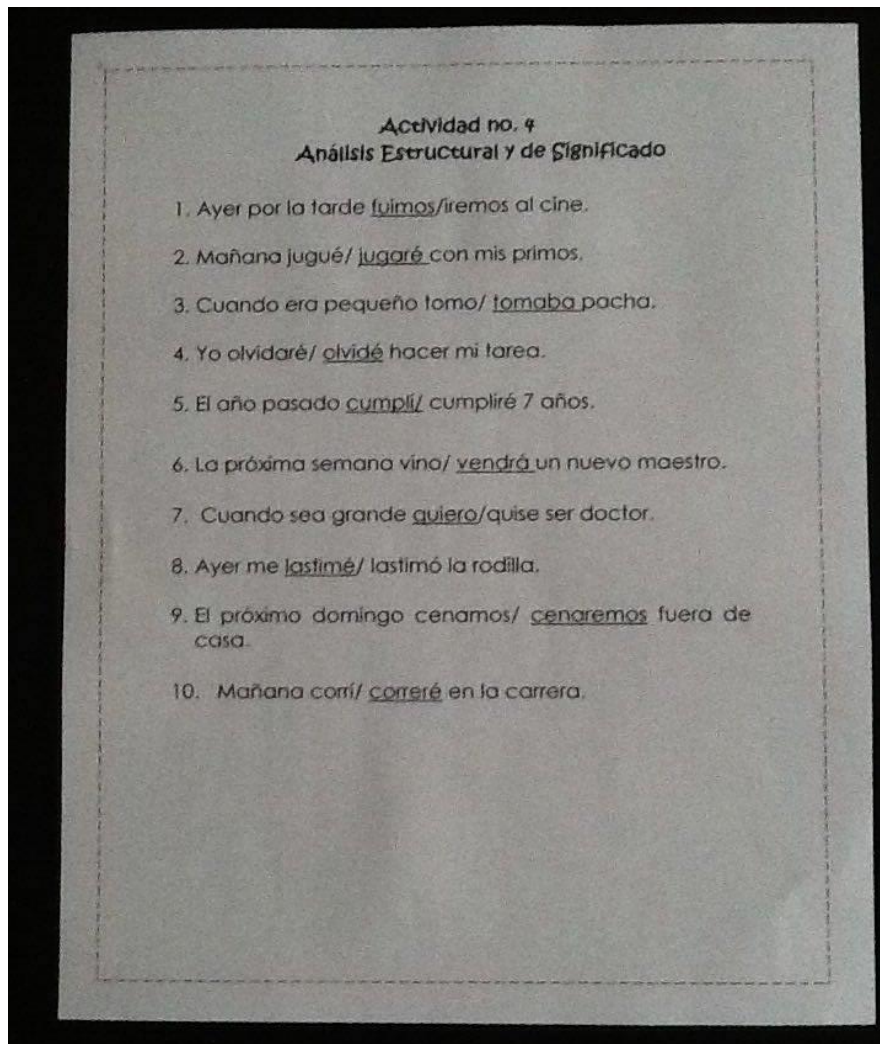 Actividad no. 4
Análisis Estructural y de Significado
1. Ayer por la tarde fuimos/iremos al cine.
2. Mañana jugué/ jugaré con mis primos.
3. Cuando era pequeño tomo/ tomaba pacha.
4. Yo olvidaré/ olvidé hacer mi tarea.
5. El año pasado cumplí/ cumpliré 7 años.
6. La próxima semana vino/ vendrá un nuevo maestro.
7. Cuando sea grande quiero/quise ser doctor.
8. Ayer me lastimé/ lastimó la rodilla.
9. El próximo domingo cenamos/ cenaremos fuera de
casa.
10. Mañana corrí/ correré en la carrera.